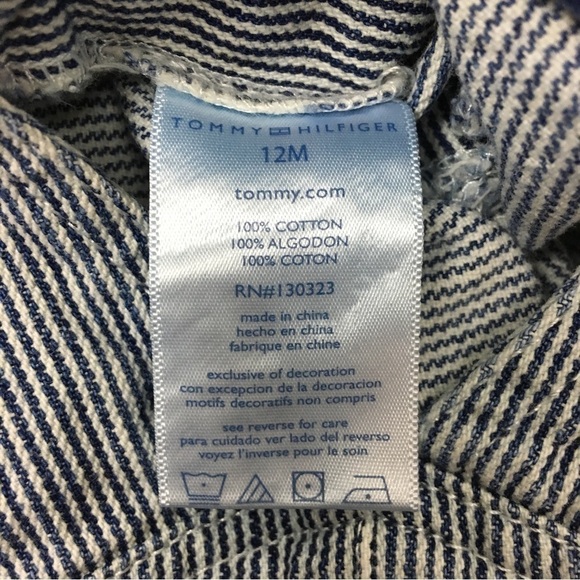 TOMMY HILFIGER
12M
tommy.com
100% COTTON
100% ALGODON
100% COTON
RN#130323
made in china
hecho en china
fabrique en chine
exclusive of decoration
con excepcion de la decoracion
motifs decoratifs non compris
see reverse for care
para cuidado ver lado del reverso
voyez l'inverse pour le soin